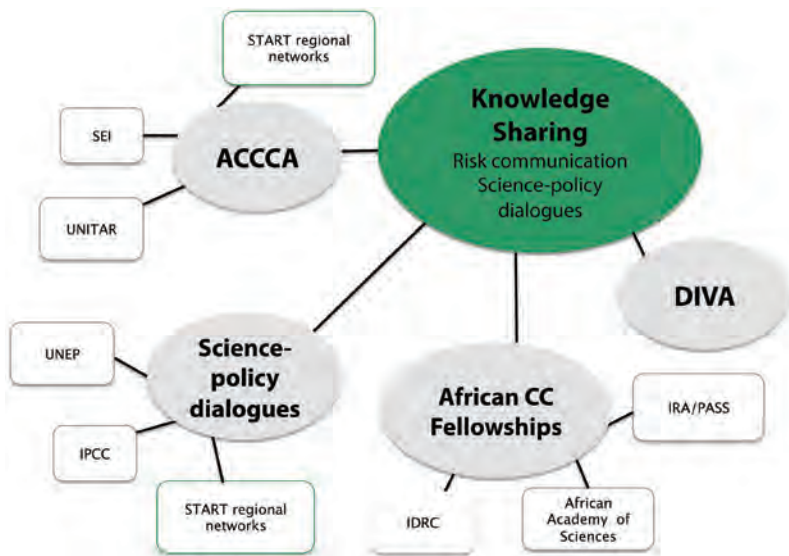 START regional
networks
Knowledge
Sharing
Risk communication
Science-policy
dialogues
SEI
ACCCA
UNITAR
DIVA
UNEP
Science-
policy
dialogues
African CC
Fellowships
IRA/PASS
IPCC
START regional
networks
IDRC
African
Academy of
Sciences